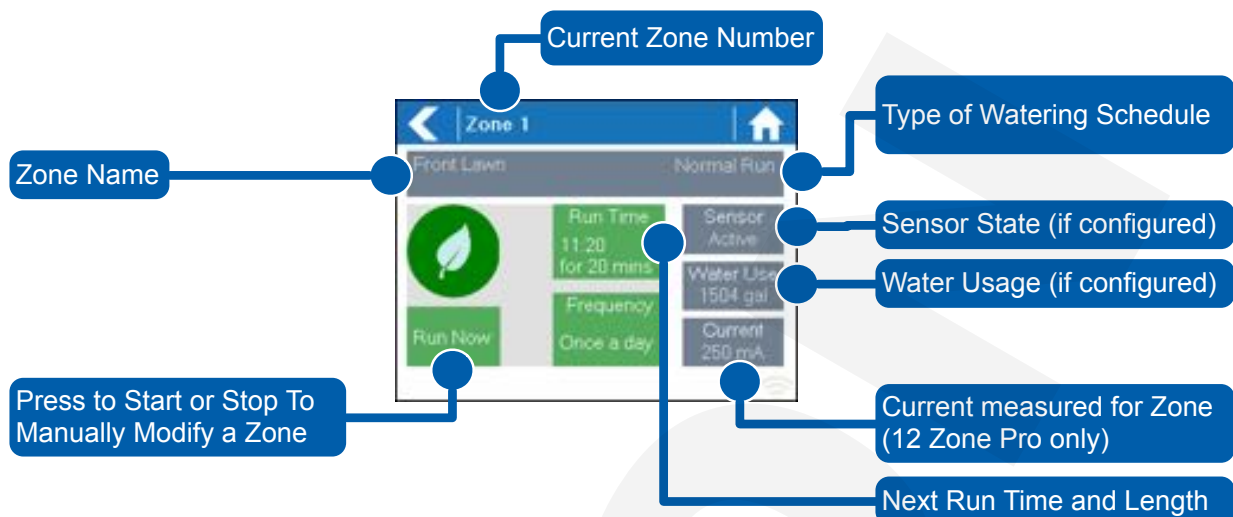 Current Zone Number
Type of Watering Schedule
Zone 1
Zone Name
Front Lawn
Normal Run
Run Time
11:20
for 20 mins
Sensor
Active
Sensor State (if configured)
Water Use
1504 gal
Water Usage (if configured)
Frequency
Once a day
Run Now
Current
250 mA
Press to Start or Stop To
Manually Modify a Zone
Current measured for Zone
(12 Zone Pro only)
Next Run Time and Length